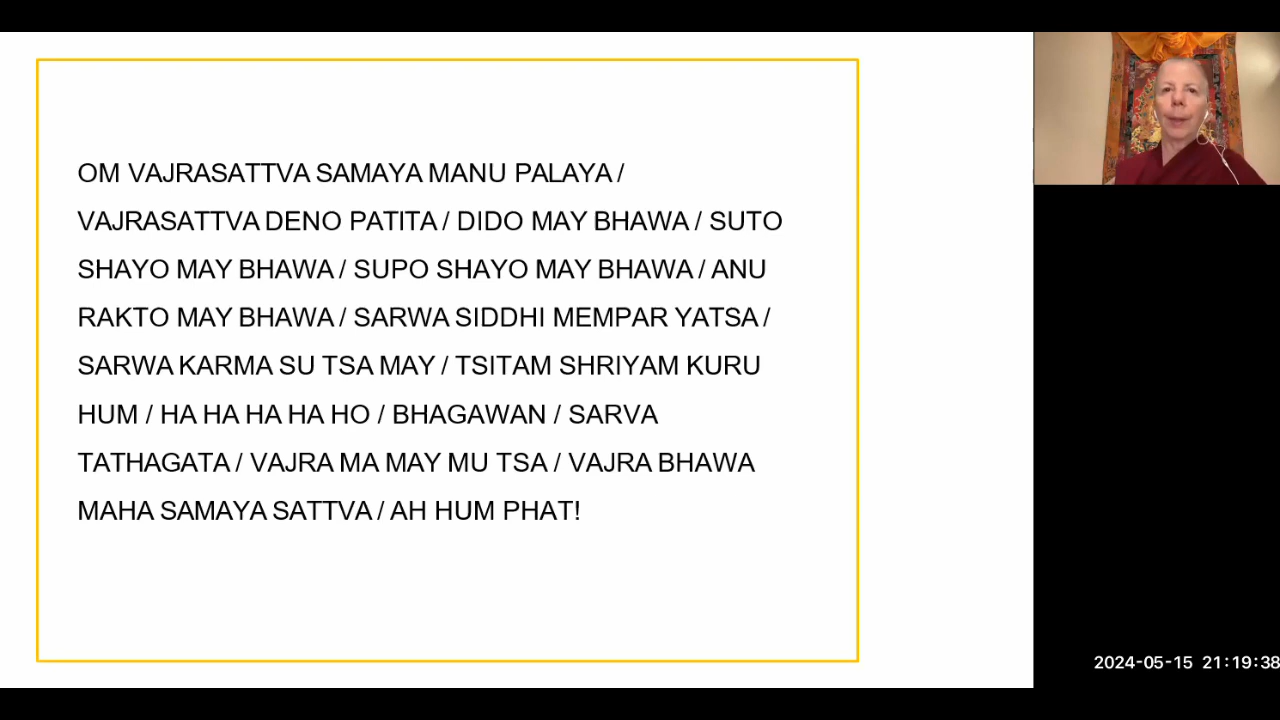 OM VAJRASATTVA SAMAYA MANU PALAYA /
VAJRASATTVA DENO PATITA / DIDO MAY BHAWA / SUTO
SHAYO MAY BHAWA / SUPO SHAYO MAY BHAWA / ANU
RAKTO MAY BHAWA / SARWA SIDDHI MEMPAR YATSA /
SARWA KARMA SU TSA MAY / TSITAM SHRIYAM KURU
HUM / HA HA HA HA HO / BHAGAWAN / SARVA
TATHAGATA / VAJRA MA MAY MU TSA / VAJRA BHAWA
MAHA SAMAYA SATTVA / AH HUM PHAT!
2024-05-15 21:19:38